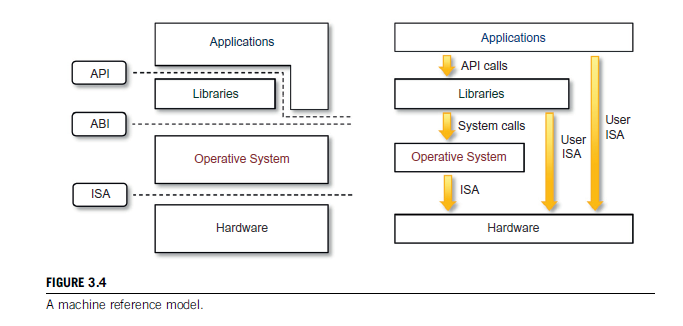 Applications
API
Libraries
ABI
Operative System
ISA
Hardware
Applications
API calls
Libraries
System calls
User
ISA
User
ISA
Operative System
ISA
Hardware
FIGURE 3.4
A machine reference model.